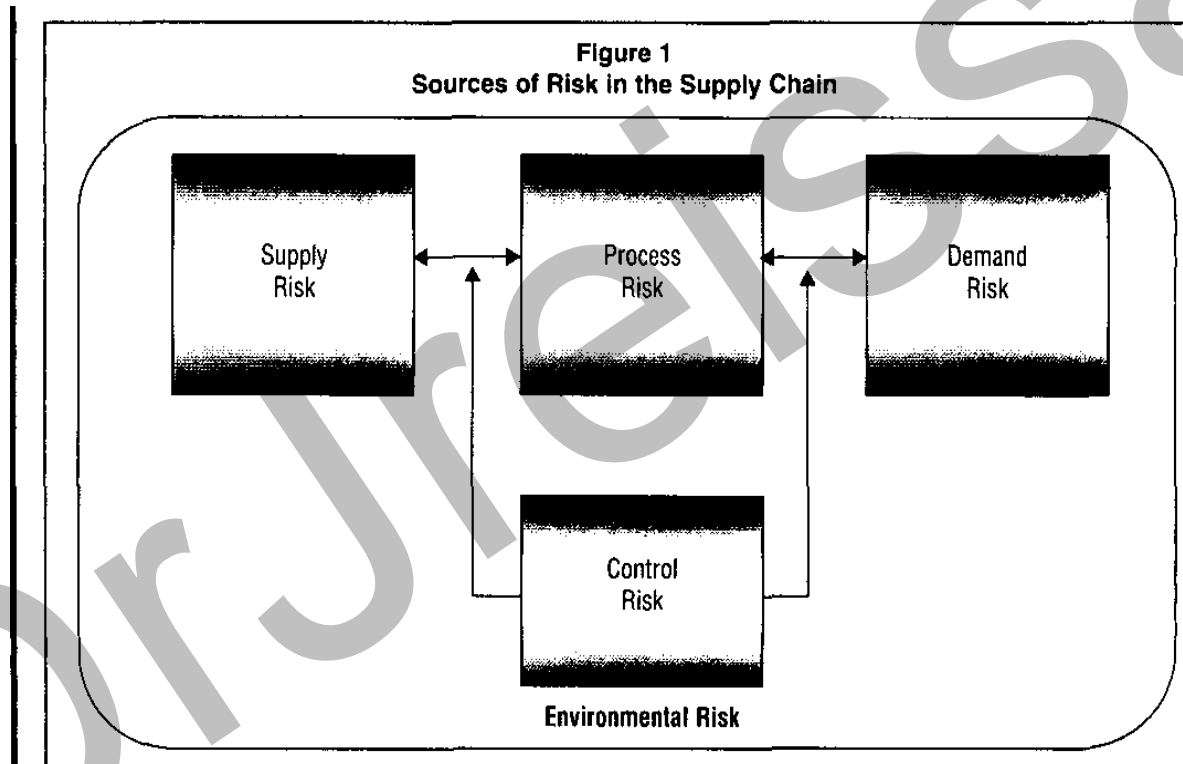 Figure 1
Sources of Risk in the Supply Chain
Supply
Risk
Process
Risk
Demand
Risk
Control
Risk
Environmental Risk